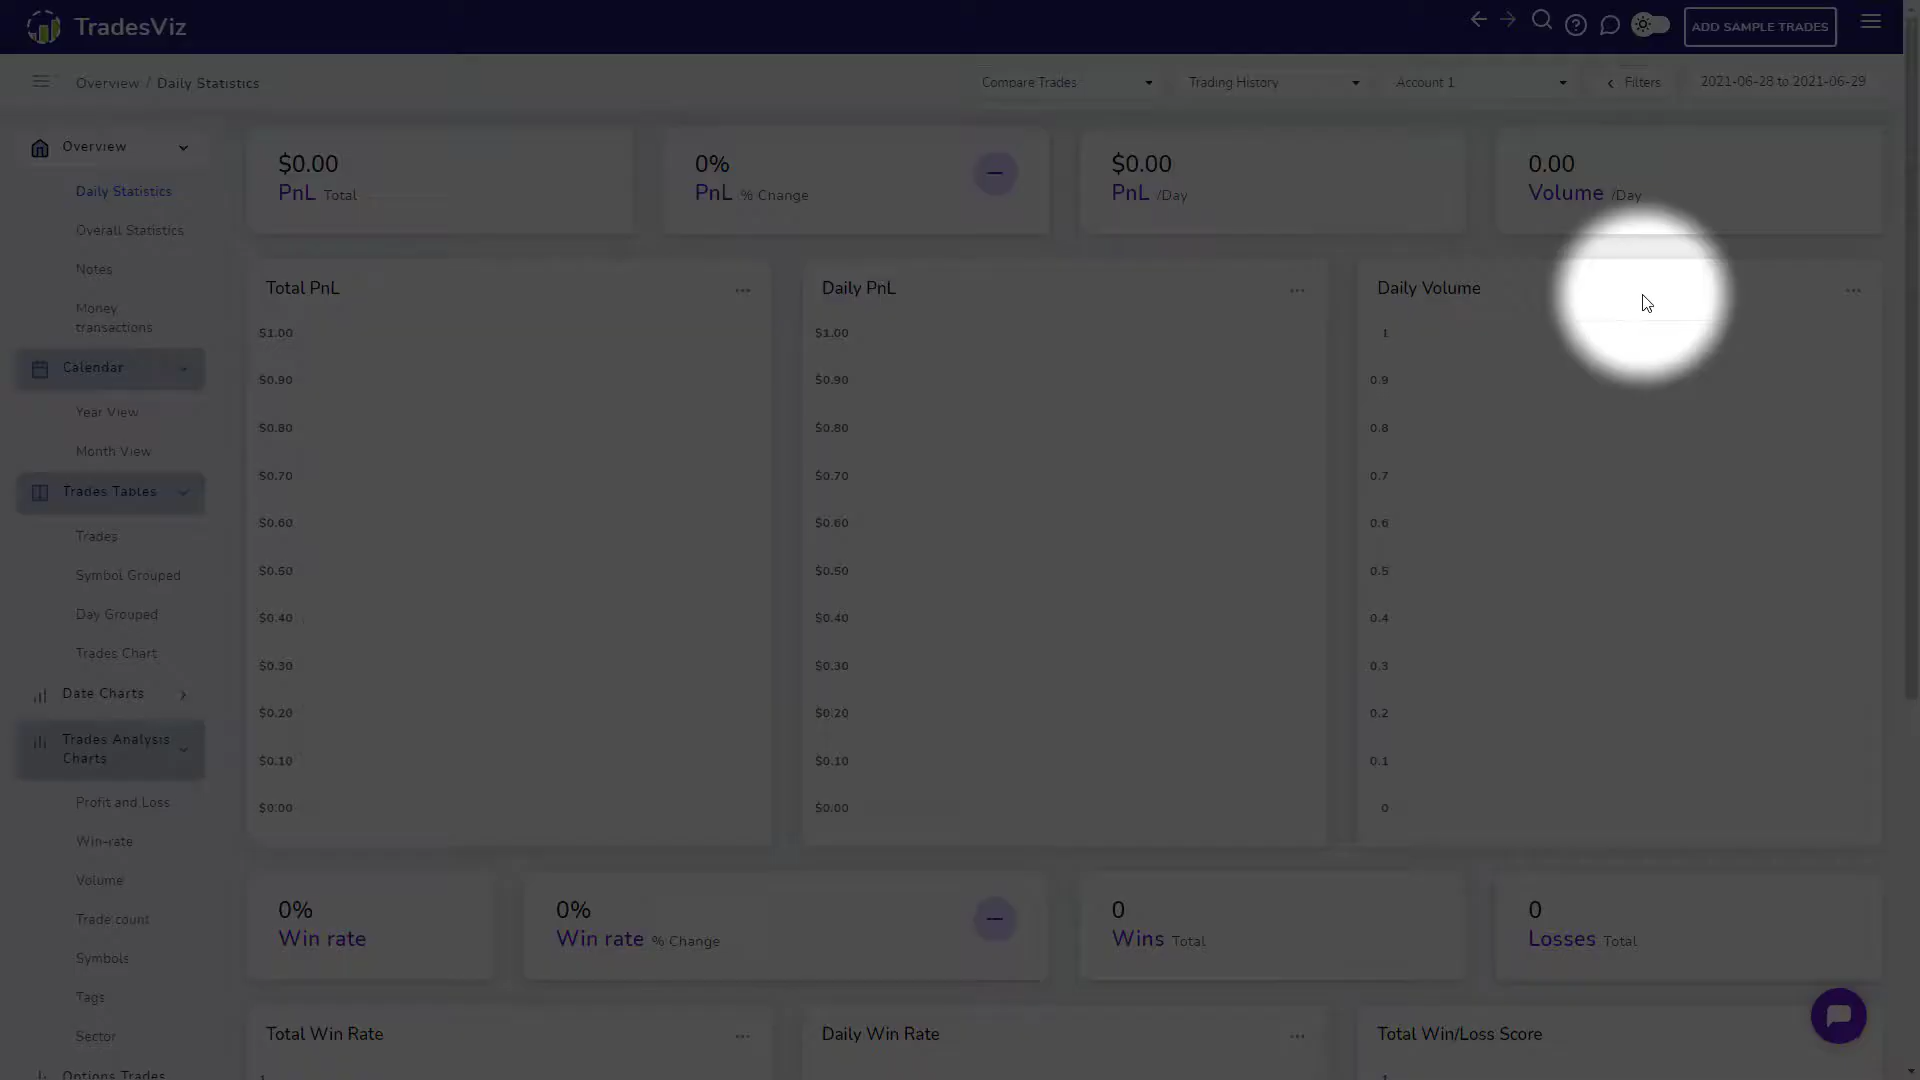 TradesViz
ADD SAMPLE TRADES
Overview / Daily Statistics
Compare Trades
Trading History
Account 1
Filters
2021-06-28 to 2021-06-29
Overview
Daily Statistics
Overall Statistics
Notes
Money
transactions
Calendar
Year View
Month View
Trades Tables
Trades
Symbol Grouped
Day Grouped
Trades Chart
Date Charts
Trades Analysis
Charts
Profit and Loss
Win-rate
Volume
Trade count
Symbols
Tags
Sector
Options Trades
$0.00
PnL Total
0%
PnL % Change
$0.00
PnL /Day
0.00
Volume /Day
Total PnL
$1.00
$0.90
$0.80
$0.70
$0.60
$0.50
$0.40
$0.30
$0.20
$0.10
$0.00
Daily PnL
$1.00
$0.90
$0.80
$0.70
$0.60
$0.50
$0.40
$0.30
$0.20
$0.10
$0.00
Daily Volume
1
0.9
0.8
0.7
0.6
0.5
0.4
0.3
0.2
0.1
0
0%
Win rate
0%
Win rate % Change
0
Wins Total
0
Losses Total
Total Win Rate
1
Daily Win Rate
Total Win/Loss Score
1